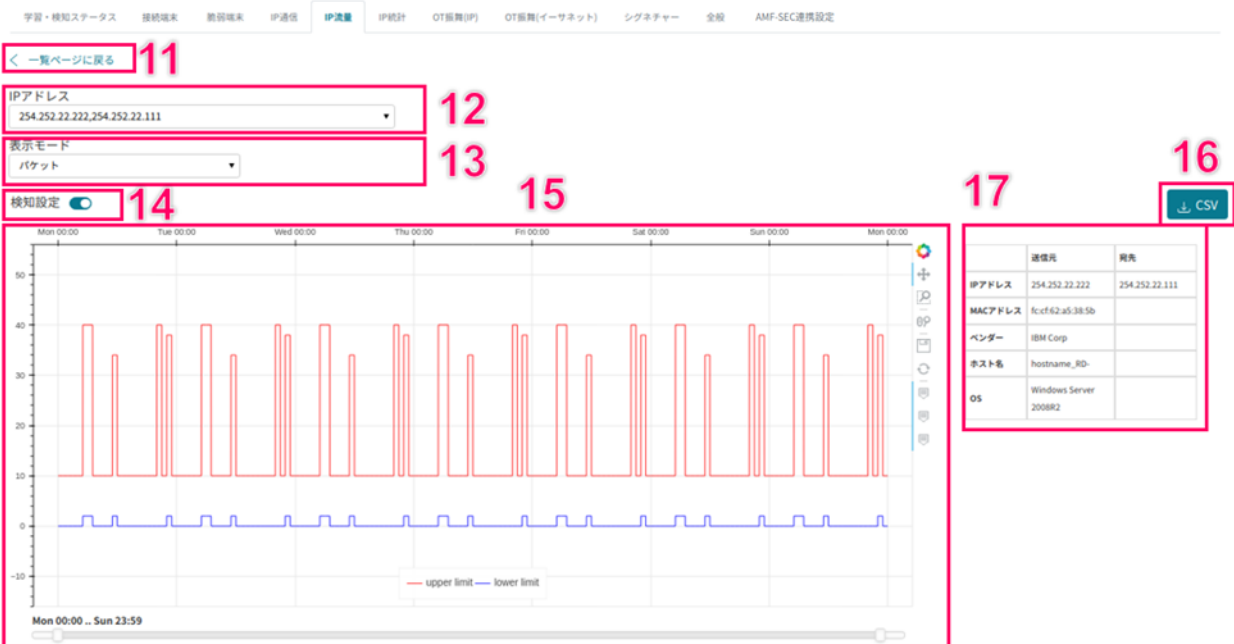 学習・検知ステータス 接続端末 脆弱端末 IP通信 IP流量 IP統計 OT振舞(IP) OT振舞(イーサネット) シグネチャー 全般 AMF-SEC連携設定
一覧ページに戻る 11
IPアドレス
254.252.22.222,254.252.22.111 12
表示モード
パケット 13
検知設定 14
15
16
CSV
17
Mon 00:00 Tue 00:00 Wed 00:00 Thu 00:00 Fri 00:00 Sat 00:00 Sun 00:00 Mon 00:00
50
40
30
20
10
0
-10
upper limit lower limit
Mon 00:00 .. Sun 23:59
送信元 宛先
IPアドレス 254.252.22.222 254.252.22.111
MACアドレス fc:cf:62:a5:38:5b
ベンダー IBM Corp
ホスト名 hostname_RD-
OS Windows Server
2008R2